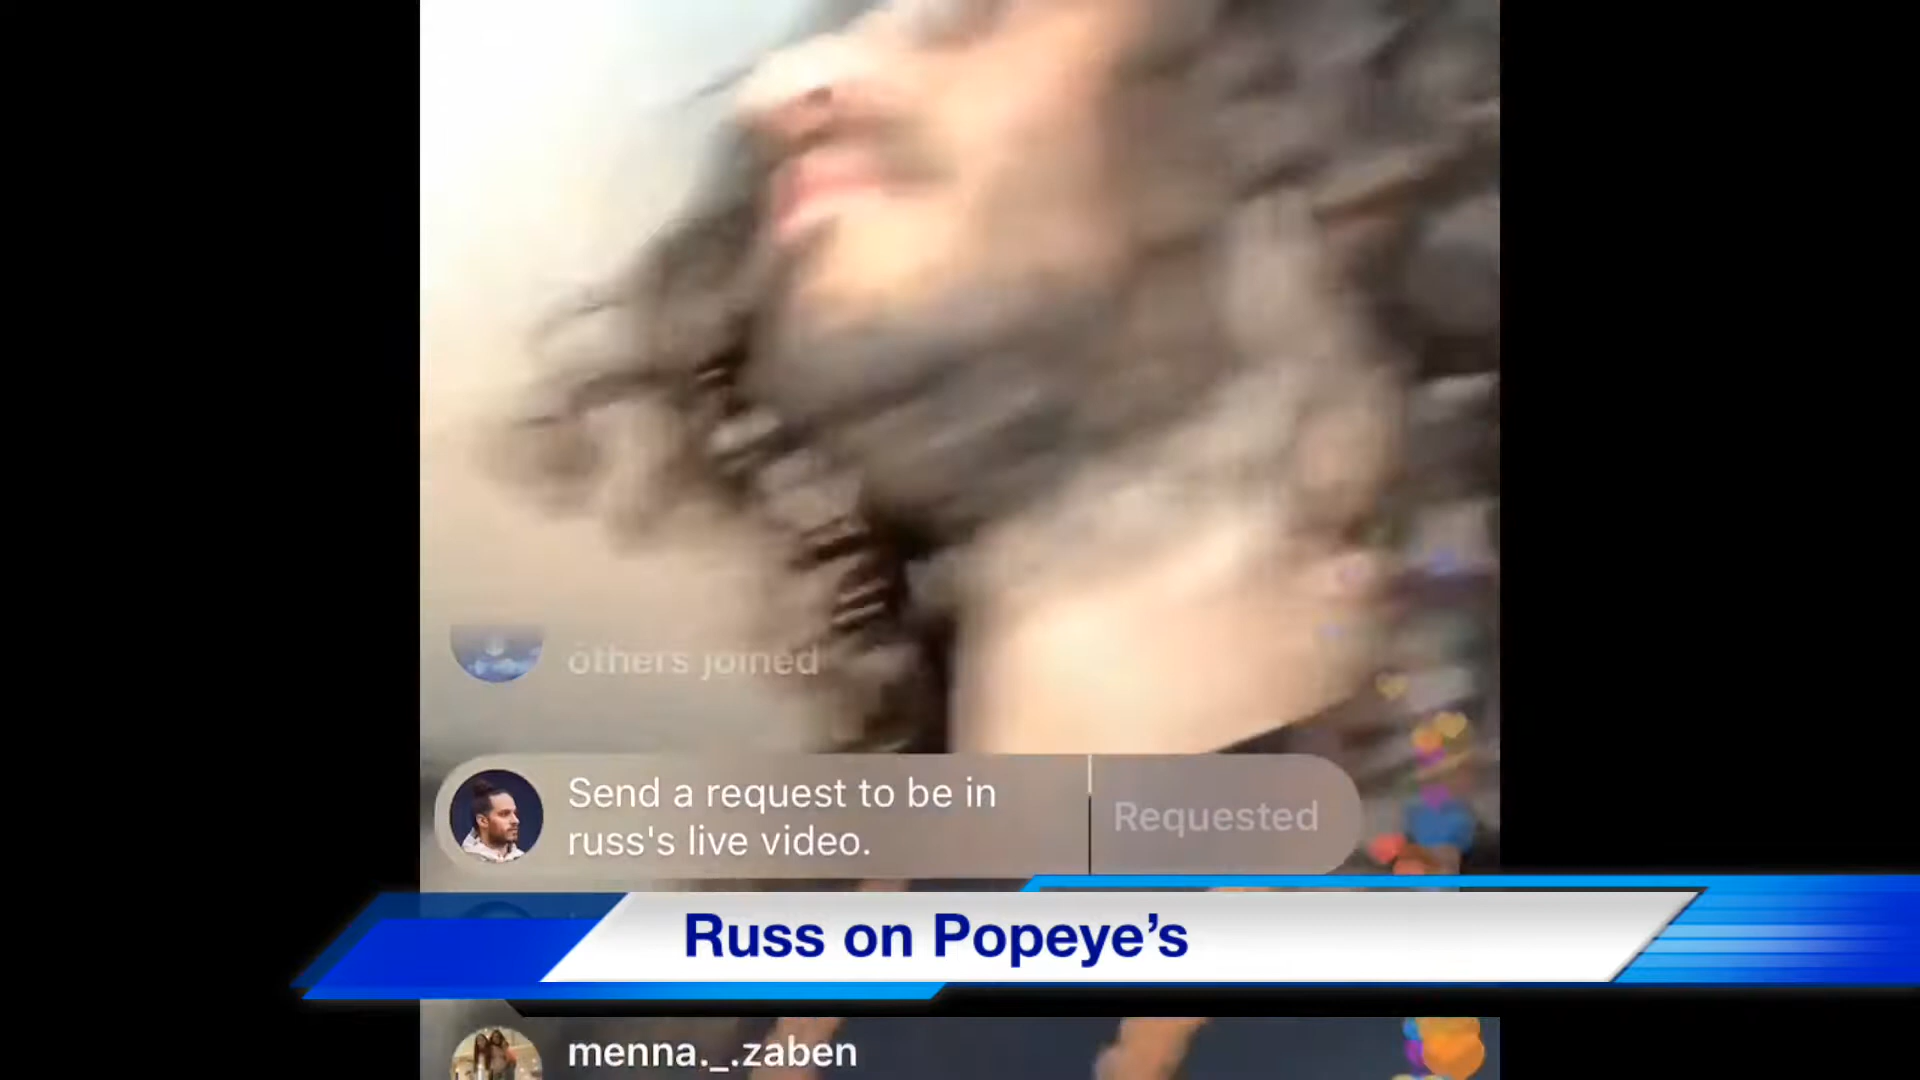 others joined
Send a request to be in
russ's live video.
Requested
Russ on Popeye’s
menna._.zaben